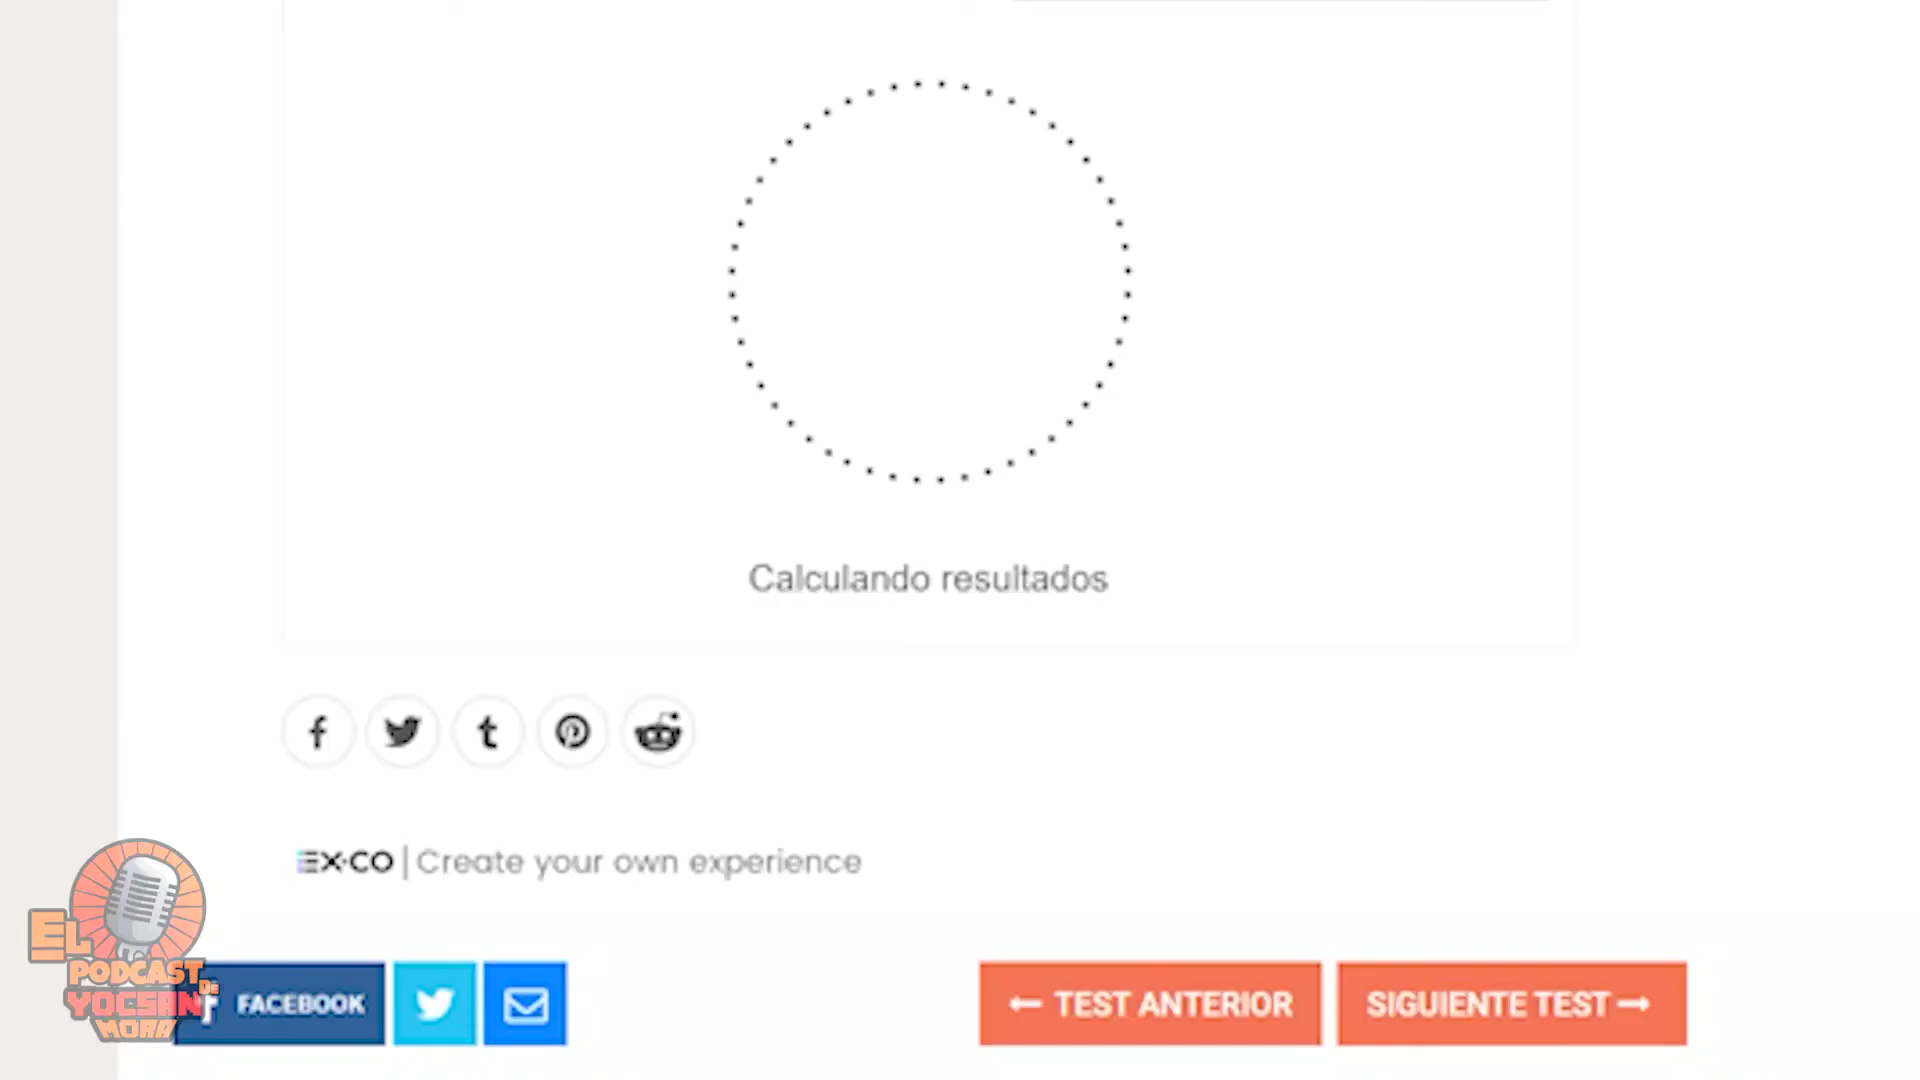 Calculando resultados
EX·CO | Create your own experience
EL
PODCAST DE
YOCSAN
MORA
FACEBOOK
← TEST ANTERIOR
SIGUIENTE TEST →